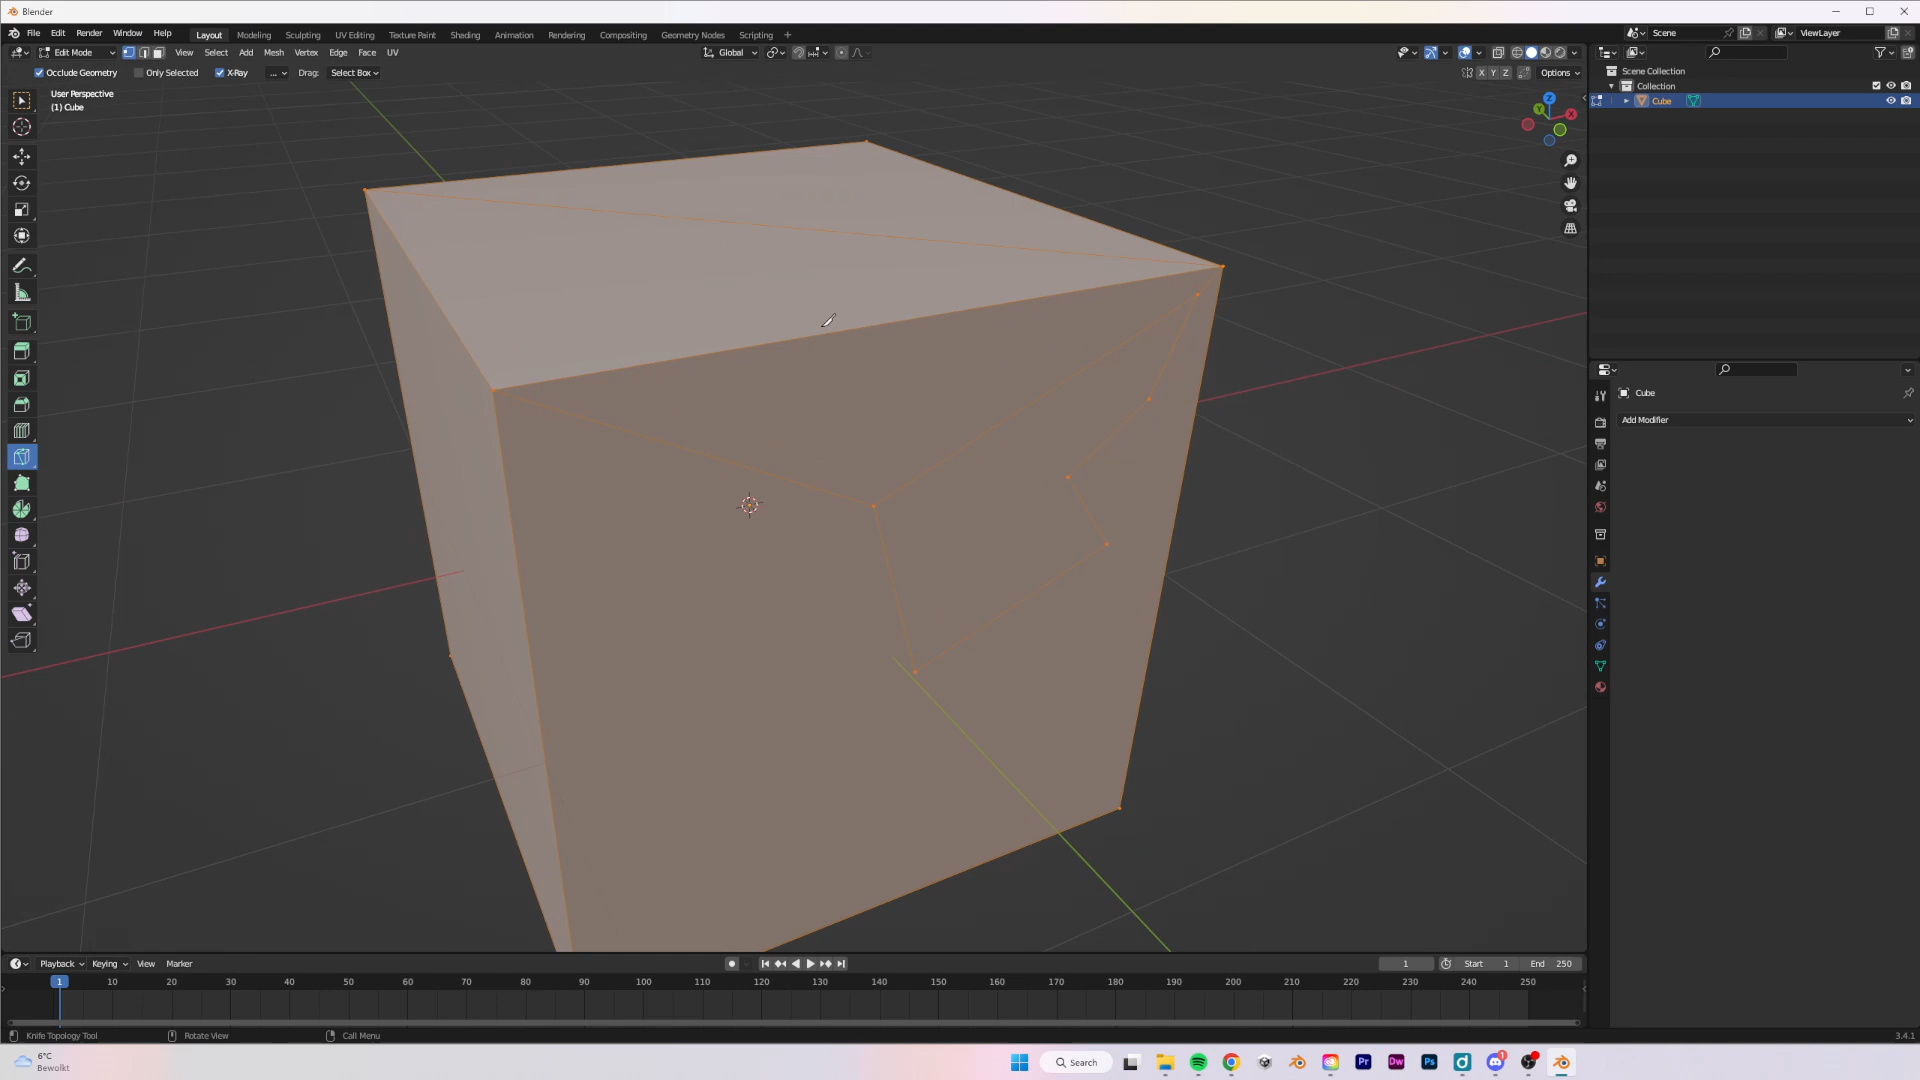 Blender
File Edit Render Window Help
Layout Modeling Sculpting UV Editing Texture Paint Shading Animation Rendering Compositing Geometry Nodes Scripting +
Scene
ViewLayer
Edit Mode
View Select Add Mesh Vertex Edge Face UV
Global
Occlude Geometry Only Selected X-Ray ... Drag: Select Box
X Y Z Options
User Perspective
(1) Cube
Z
Y
X
Scene Collection
Collection
Cube
Cube
Add Modifier
Playback Keying View Marker
1 Start 1 End 250
1 10 20 30 40 50 60 70 80 90 100 110 120 130 140 150 160 170 180 190 200 210 220 230 240 250
Knife Topology Tool Rotate View Call Menu 3.4.1
6°C
Bewolkt
Search
Pr Dw Ps 1